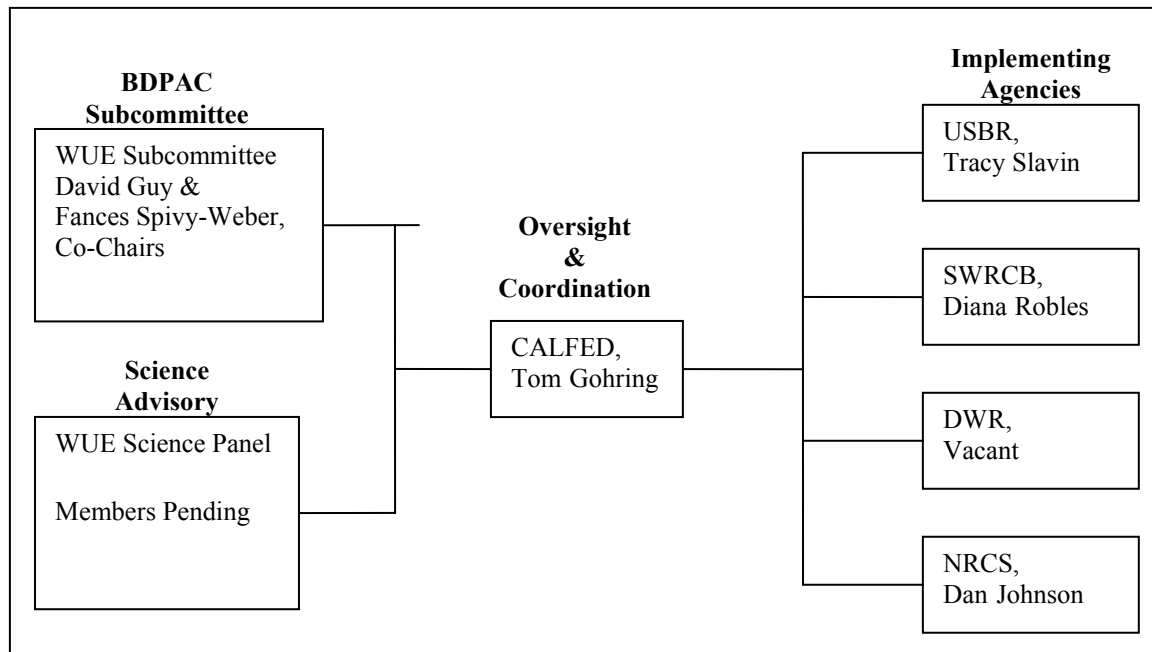 BDPAC
Subcommittee
WUE Subcommittee
David Guy &
Fances Spivy-Weber,
Co-Chairs
Science
Advisory
WUE Science Panel
Members Pending
Oversight
&
Coordination
CALFED,
Tom Gohring
Implementing
Agencies
USBR,
Tracy Slavin
SWRCB,
Diana Robles
DWR,
Vacant
NRCS,
Dan Johnson